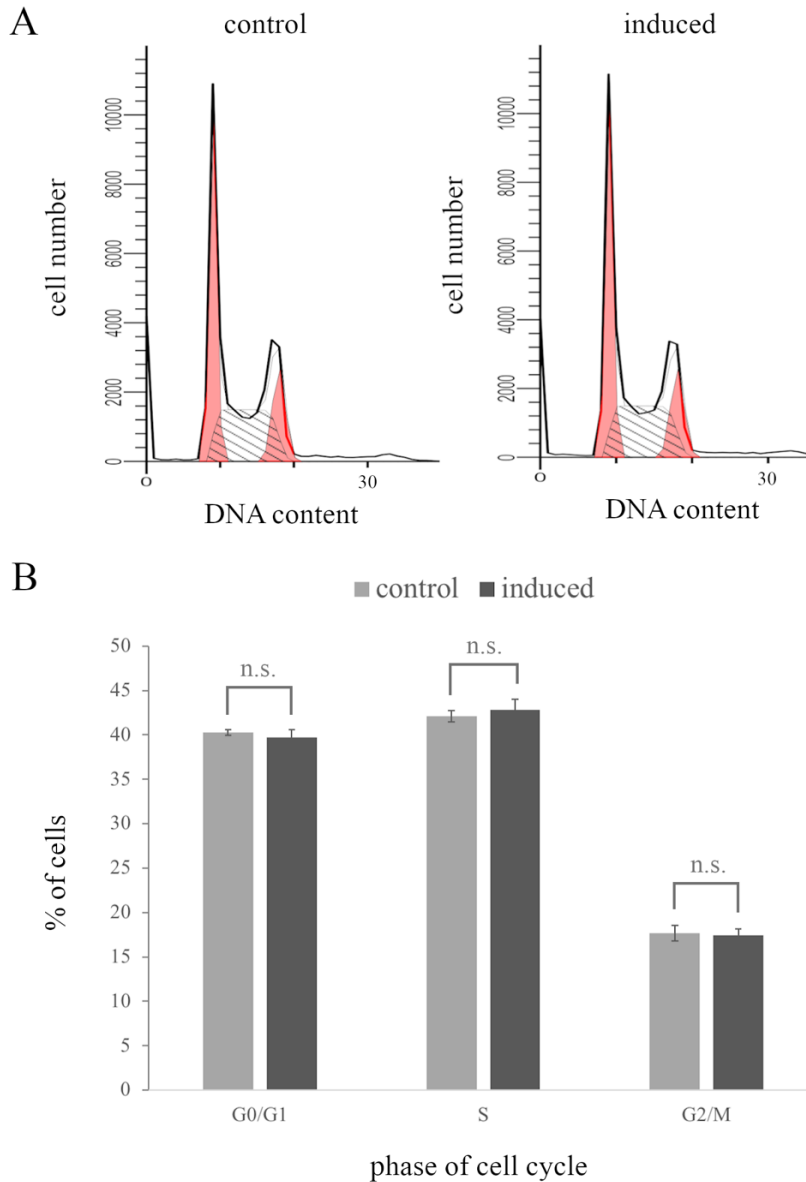 A
control
induced
cell number
10000
8000
6000
4000
2000
0
0
30
DNA content
cell number
10000
8000
6000
4000
2000
0
0
30
DNA content
B
control induced
% of cells
50
45
40
35
30
25
20
15
10
5
0
n.s.
n.s.
n.s.
G0/G1 S G2/M
phase of cell cycle